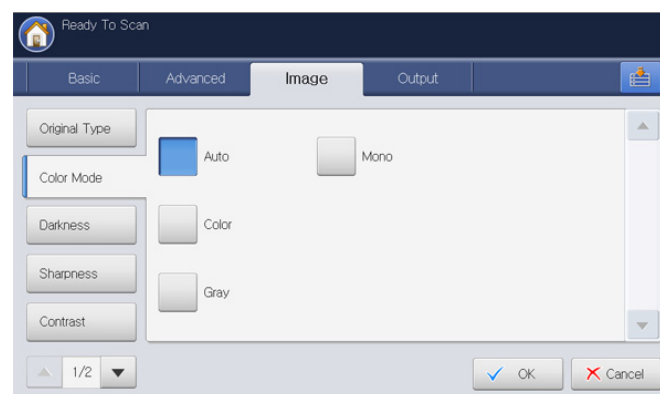 Ready To Scan
Basic
Advanced
Image
Output
Original Type
Color Mode
Darkness
Sharpness
Contrast
Auto
Mono
Color
Gray
1/2
OK
Cancel